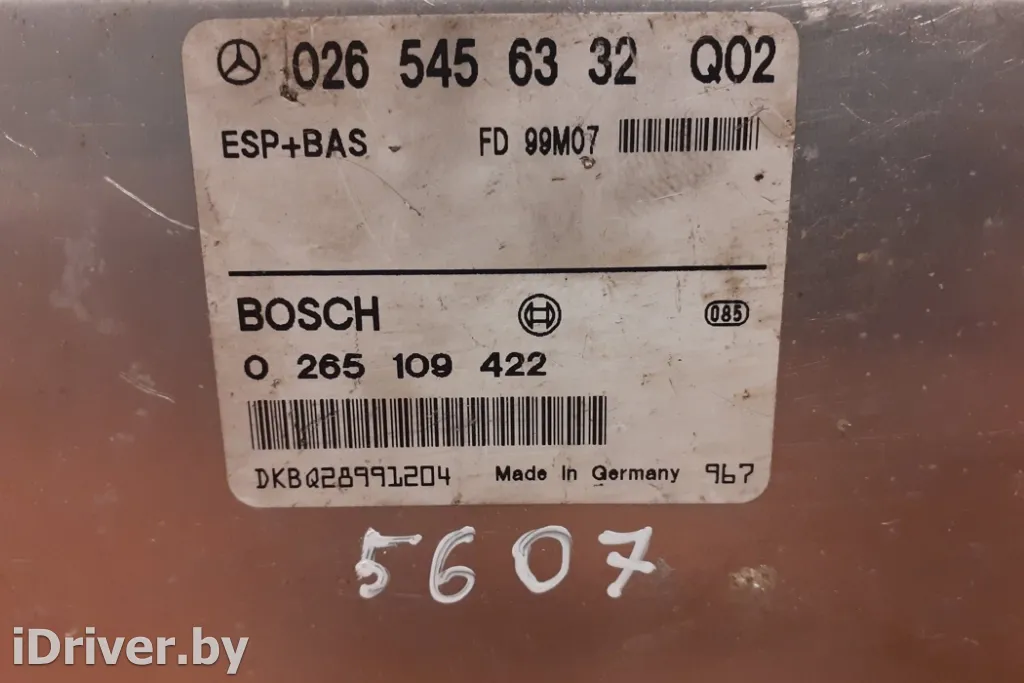 026 545 63 32 Q02
ESP+BAS FD 99M07
BOSCH 085
0 265 109 422
DKBQ28991204 Made In Germany 967
5607
iDriver.by